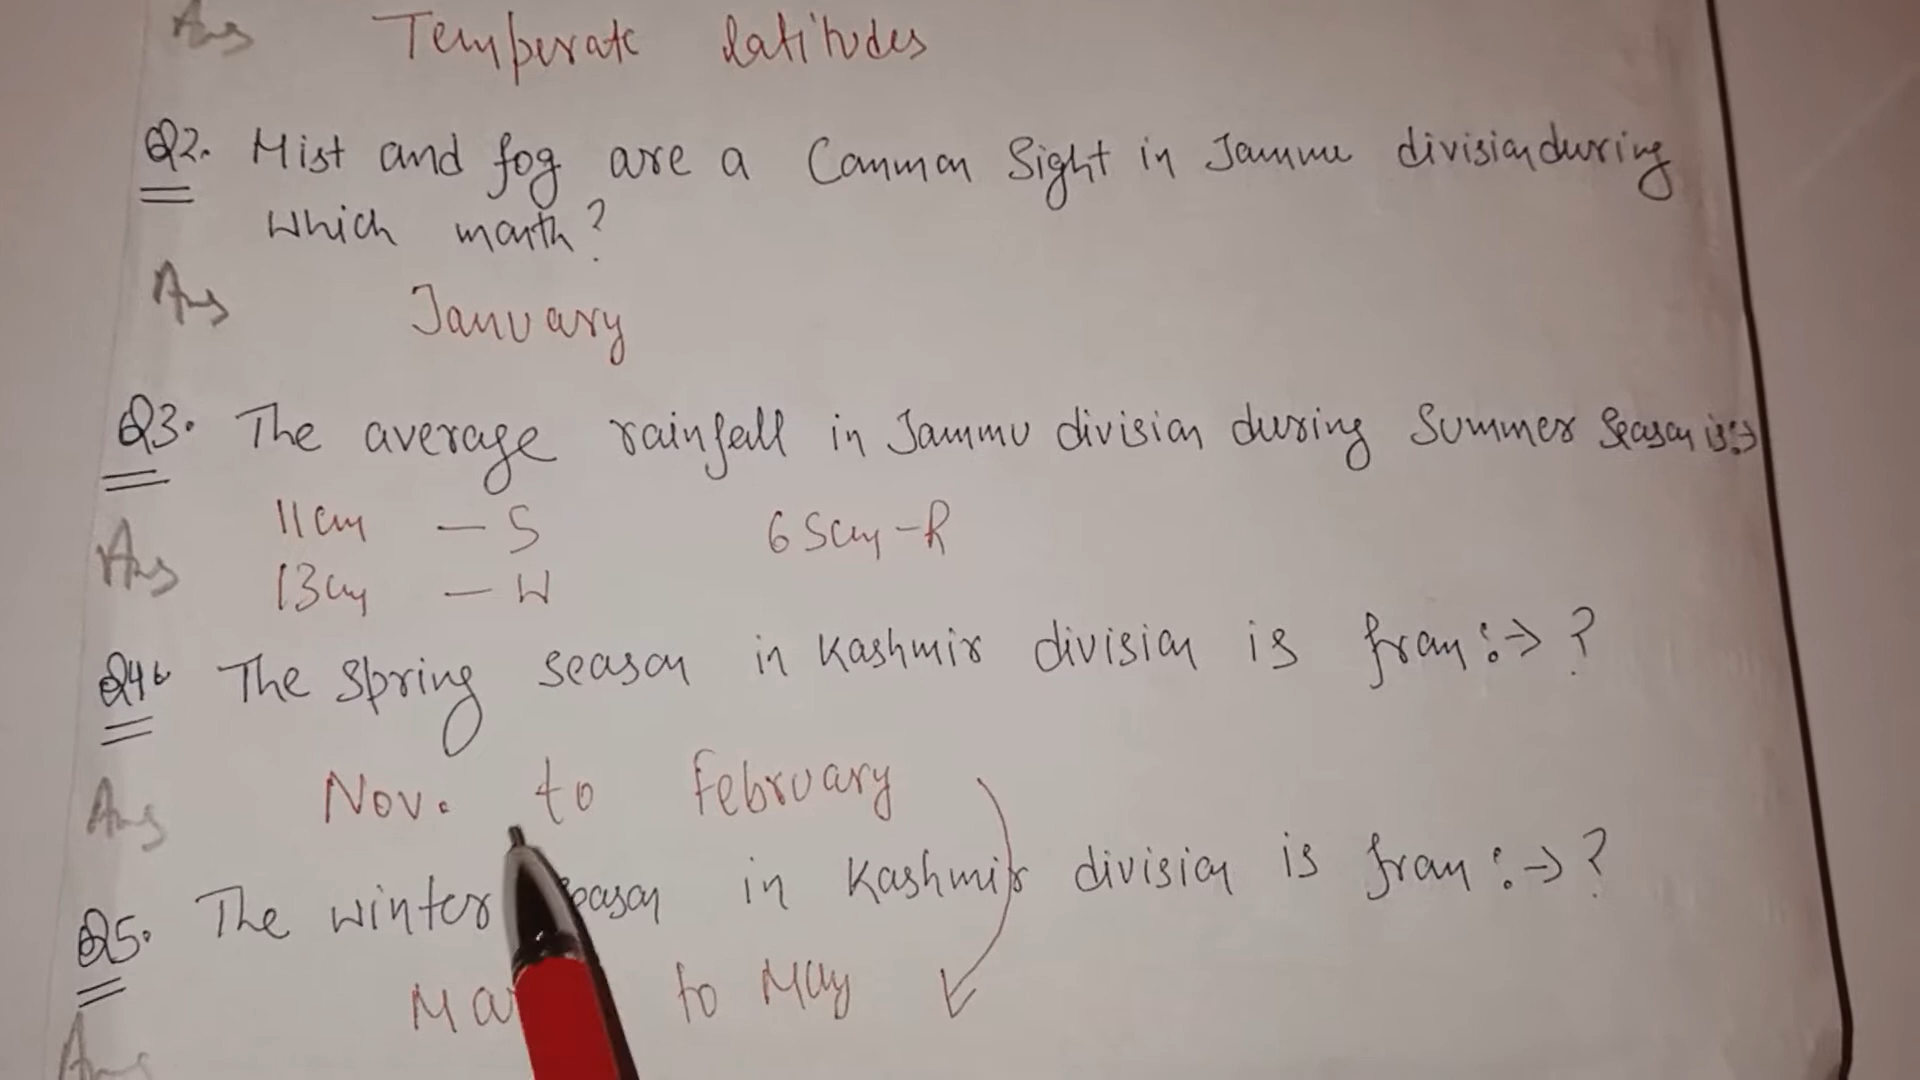 Ans Temperate latitudes
Q2. Mist and fog are a Common Sight in Jammu division during
which month?
Ans January
Q3. The average rainfall in Jammu division during Summer Season is:→
11cm — S 65cm - R
Ans
13cm — W
Q4. The spring season in Kashmir division is from :→ ?
Ans Nov. to February
Q5. The winter in Kashmir division is from :→ ?
to May
Ans